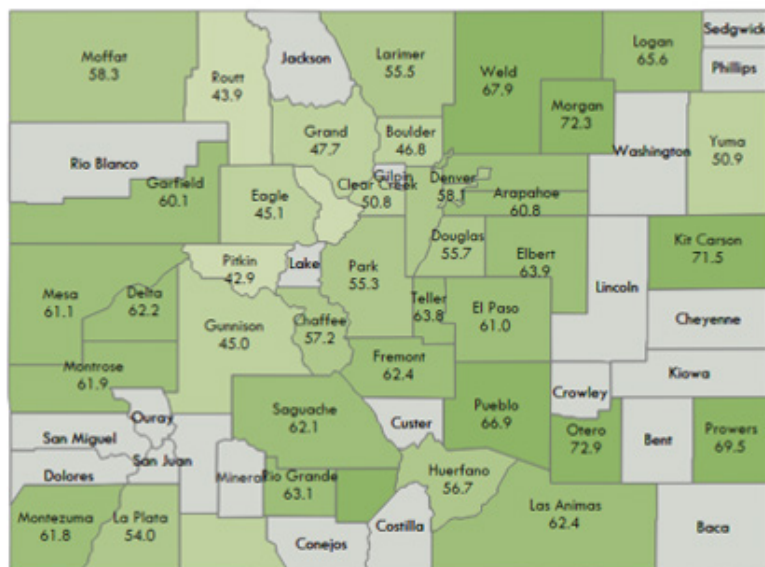 Moffat
58.3
Routt
43.9
Jackson
Larimer
55.5
Weld
67.9
Logan
65.6
Sedgwick
Phillips
Morgan
72.3
Washington
Yuma
50.9
Rio Blanco
Grand
47.7
Boulder
46.8
Gilpin
Clear Creek
50.8
Denver
58.1
Arapahoe
60.8
Garfield
60.1
Eagle
45.1
Pitkin
42.9
Lake
Park
55.3
Douglas
55.7
Elbert
63.9
Lincoln
Kit Carson
71.5
Mesa
61.1
Delta
62.2
Gunnison
45.0
Chaffee
57.2
Teller
63.8
El Paso
61.0
Cheyenne
Montrose
61.9
Fremont
62.4
Kiowa
Crowley
Ouray
San Miguel
San Juan
Dolores
Saguache
62.1
Custer
Pueblo
66.9
Otero
72.9
Bent
Prowers
69.5
Mineral
Rio Grande
63.1
Huerfano
56.7
Las Animas
62.4
Montezuma
61.8
La Plata
54.0
Conejos
Costilla
Baca